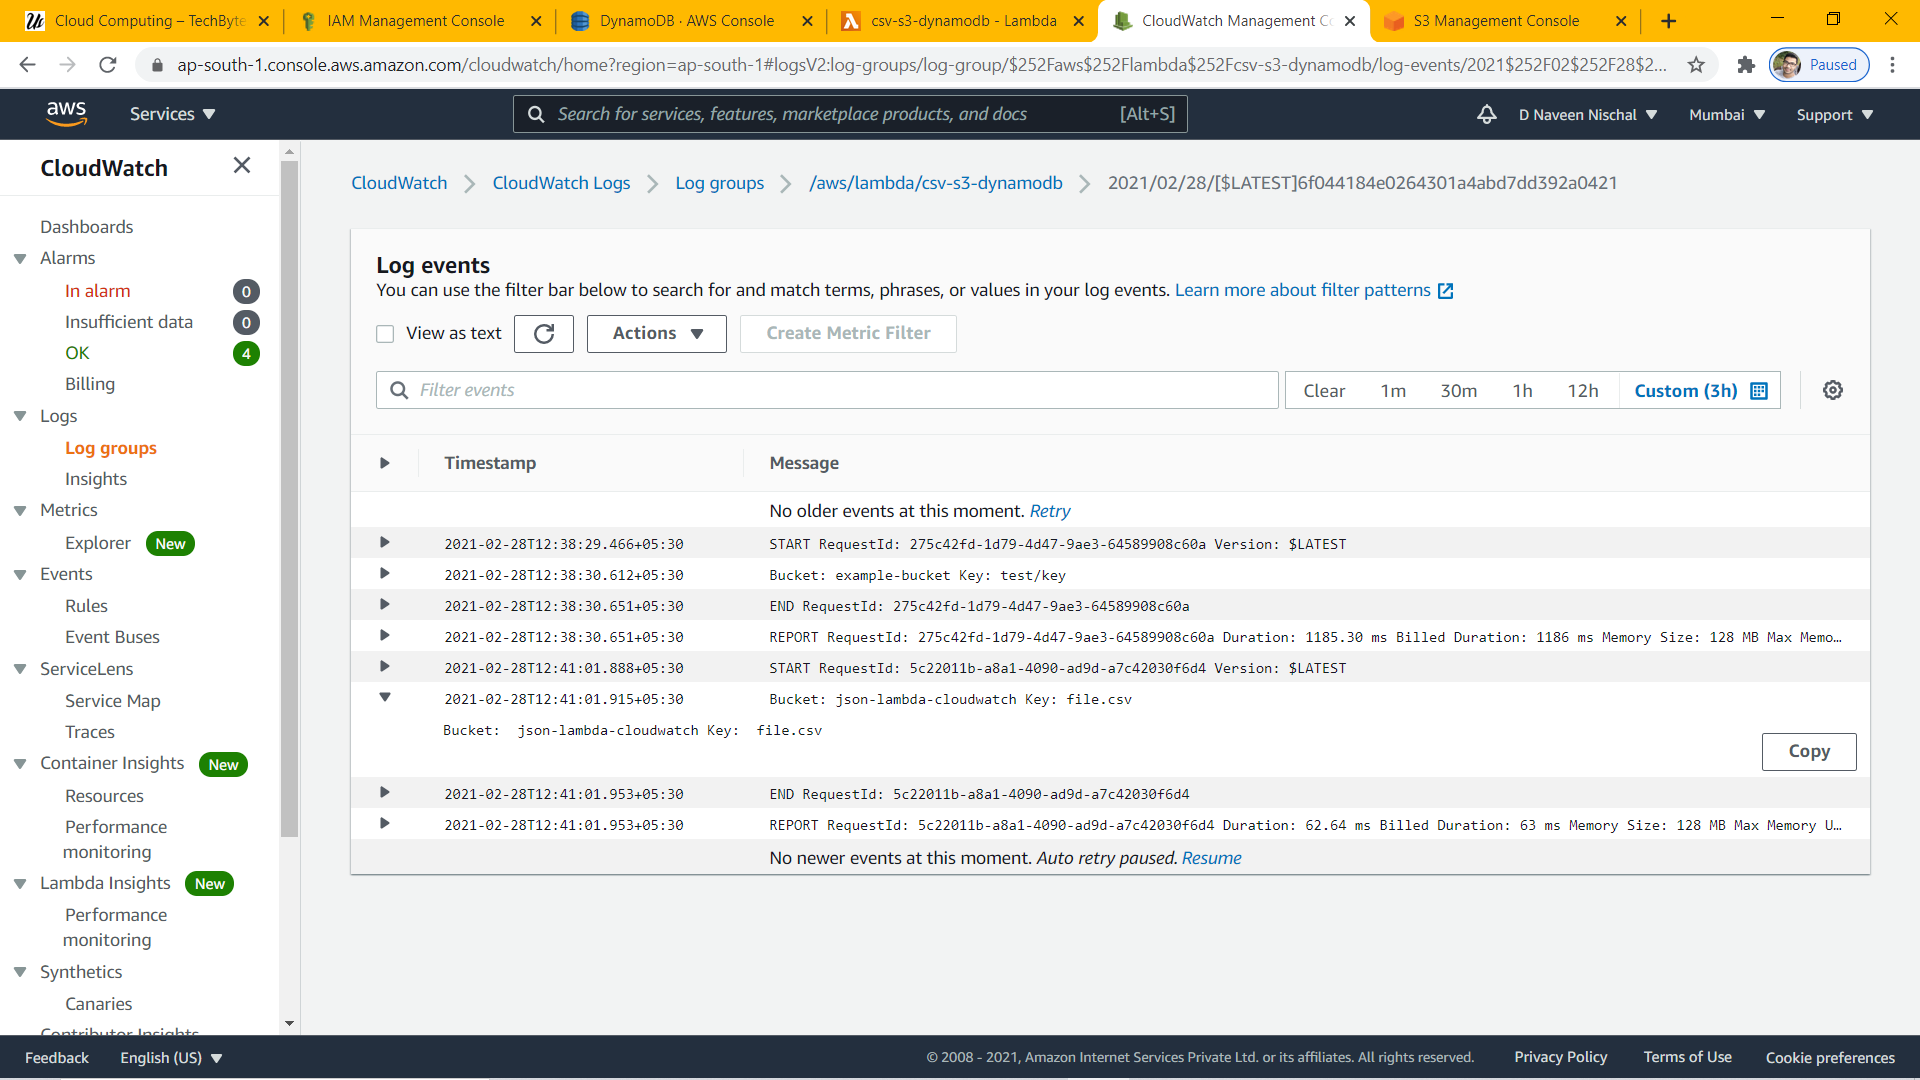 Cloud Computing – TechByte
IAM Management Console
DynamoDB · AWS Console
csv-s3-dynamodb - Lambda
CloudWatch Management Co
S3 Management Console
ap-south-1.console.aws.amazon.com/cloudwatch/home?region=ap-south-1#logsV2:log-groups/log-group/$252Faws$252Flambda$252Fcsv-s3-dynamodb/log-events/2021$252F02$252F28$2...
Paused
aws
Services
Search for services, features, marketplace products, and docs
[Alt+S]
D Naveen Nischal
Mumbai
Support
CloudWatch
Dashboards
Alarms
In alarm 0
Insufficient data 0
OK 4
Billing
Logs
Log groups
Insights
Metrics
Explorer New
Events
Rules
Event Buses
ServiceLens
Service Map
Traces
Container Insights New
Resources
Performance
monitoring
Lambda Insights New
Performance
monitoring
Synthetics
Canaries
Contributor Insights
CloudWatch
CloudWatch Logs
Log groups
/aws/lambda/csv-s3-dynamodb
2021/02/28/[$LATEST]6f044184e0264301a4abd7dd392a0421
Log events
You can use the filter bar below to search for and match terms, phrases, or values in your log events. Learn more about filter patterns
View as text
Actions
Create Metric Filter
Filter events
Clear 1m 30m 1h 12h Custom (3h)
Timestamp Message
No older events at this moment. Retry
2021-02-28T12:38:29.466+05:30 START RequestId: 275c42fd-1d79-4d47-9ae3-64589908c60a Version: $LATEST
2021-02-28T12:38:30.612+05:30 Bucket: example-bucket Key: test/key
2021-02-28T12:38:30.651+05:30 END RequestId: 275c42fd-1d79-4d47-9ae3-64589908c60a
2021-02-28T12:38:30.651+05:30 REPORT RequestId: 275c42fd-1d79-4d47-9ae3-64589908c60a Duration: 1185.30 ms Billed Duration: 1186 ms Memory Size: 128 MB Max Memo…
2021-02-28T12:41:01.888+05:30 START RequestId: 5c22011b-a8a1-4090-ad9d-a7c42030f6d4 Version: $LATEST
2021-02-28T12:41:01.915+05:30 Bucket: json-lambda-cloudwatch Key: file.csv
Bucket: json-lambda-cloudwatch Key: file.csv
Copy
2021-02-28T12:41:01.953+05:30 END RequestId: 5c22011b-a8a1-4090-ad9d-a7c42030f6d4
2021-02-28T12:41:01.953+05:30 REPORT RequestId: 5c22011b-a8a1-4090-ad9d-a7c42030f6d4 Duration: 62.64 ms Billed Duration: 63 ms Memory Size: 128 MB Max Memory U…
No newer events at this moment. Auto retry paused. Resume
Feedback
English (US)
© 2008 - 2021, Amazon Internet Services Private Ltd. or its affiliates. All rights reserved.
Privacy Policy
Terms of Use
Cookie preferences